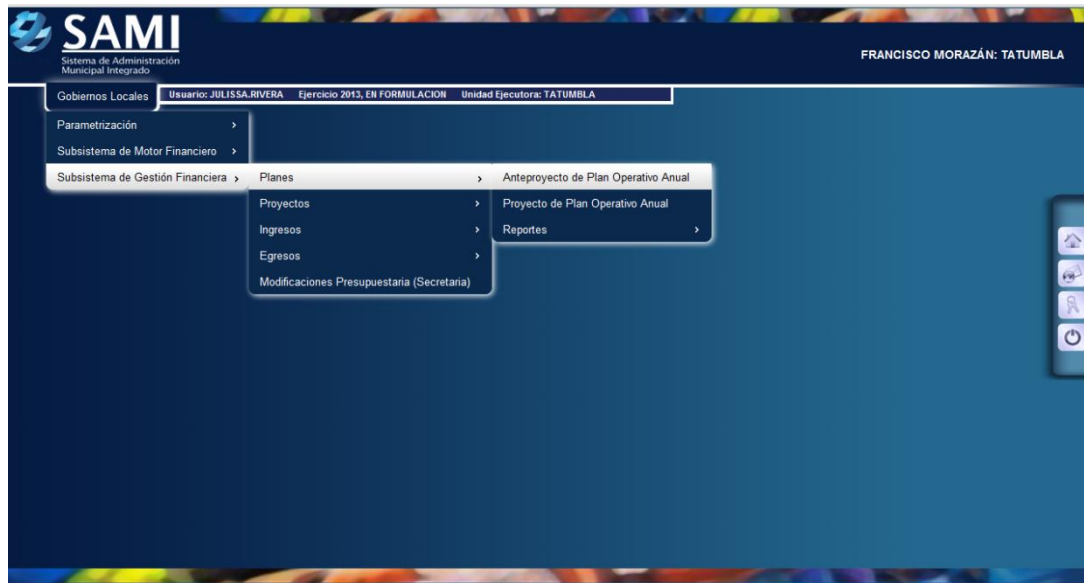 SAMI
Sistema de Administración
Municipal Integrado
FRANCISCO MORAZÁN: TATUMBLA
Gobiernos Locales
Usuario: JULISSA.RIVERA Ejercicio 2013, EN FORMULACION Unidad Ejecutora: TATUMBLA
Parametrización
Subsistema de Motor Financiero
Subsistema de Gestión Financiera
Planes
Anteproyecto de Plan Operativo Anual
Proyectos
Proyecto de Plan Operativo Anual
Ingresos
Reportes
Egresos
Modificaciones Presupuestaria (Secretaria)